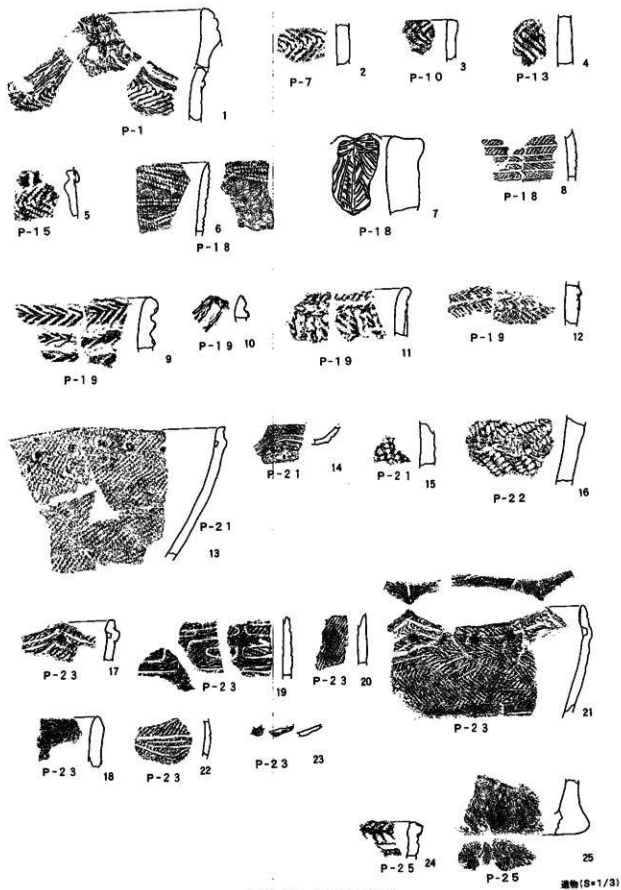 P-1 1
P-7 2
P-10 3
P-13 4
P-15 5
P-18 6
P-18 7
P-18 8
P-19 9
P-19 10
P-19 11
P-19 12
P-21 13
P-21 14
P-21 15
P-22 16
P-23 17
P-23 19
P-23 20
P-23 21
P-23 18
P-23 22
P-23 23
P-25 24
P-25 25
遺物(S=1/3)